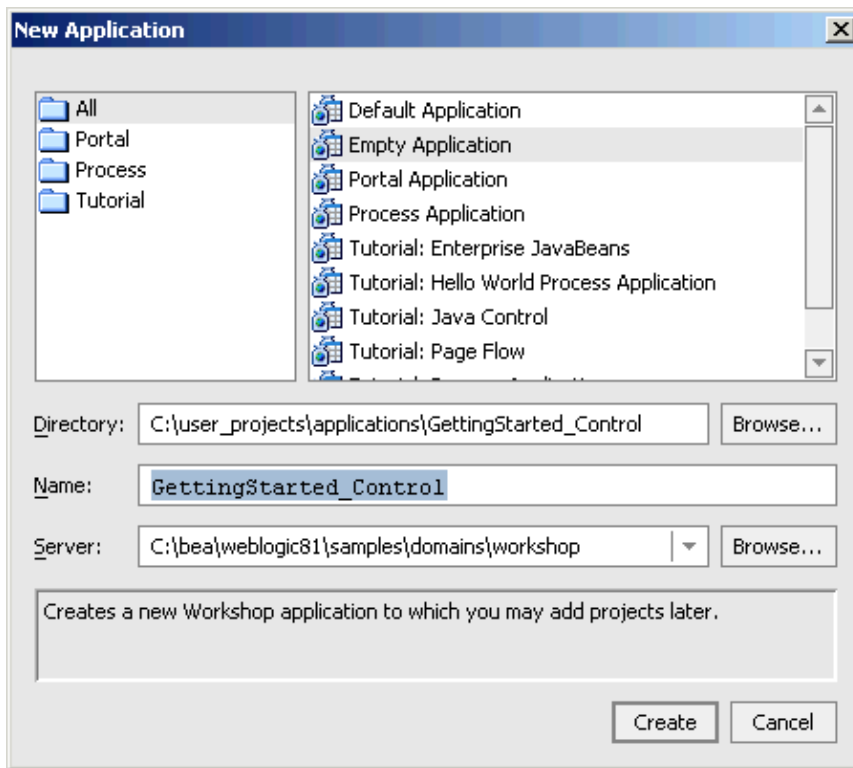 New Application
All
Portal
Process
Tutorial
Default Application
Empty Application
Portal Application
Process Application
Tutorial: Enterprise JavaBeans
Tutorial: Hello World Process Application
Tutorial: Java Control
Tutorial: Page Flow
Directory: C:\user_projects\applications\GettingStarted_Control Browse...
Name: GettingStarted_Control
Server: C:\bea\weblogic81\samples\domains\workshop Browse...
Creates a new Workshop application to which you may add projects later.
Create Cancel